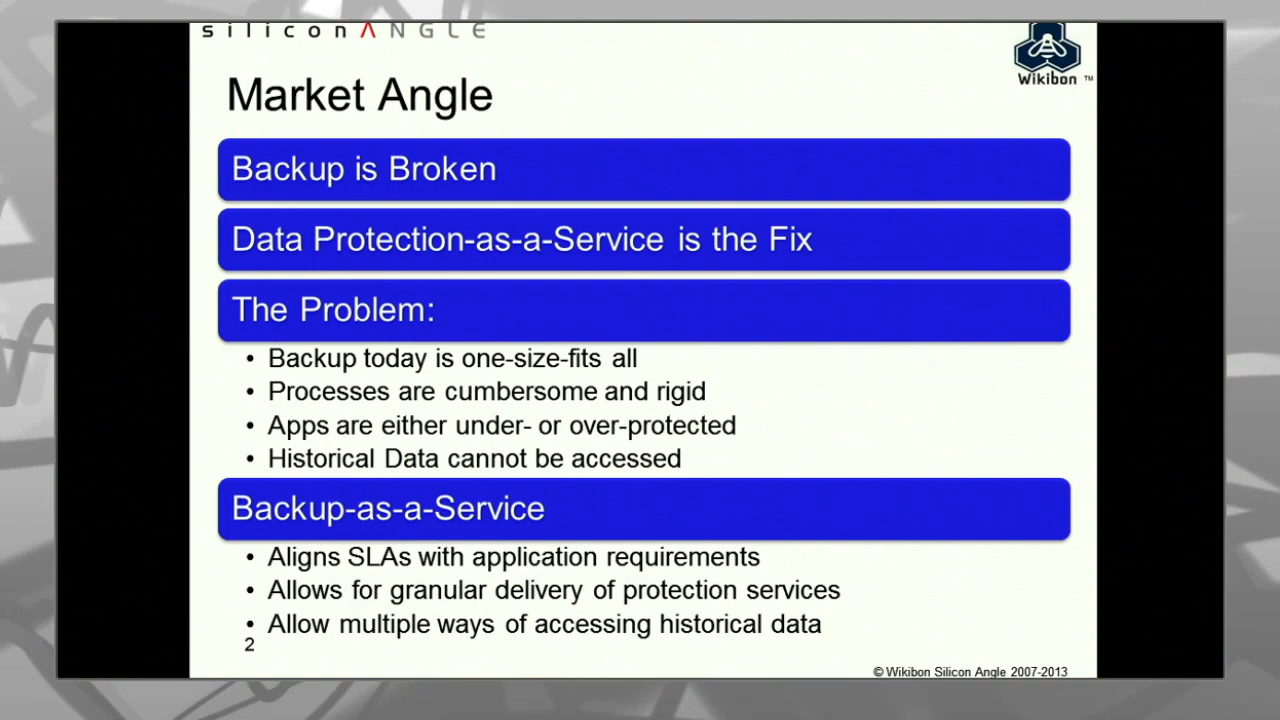 siliconANGLE
Wikibon TM
Market Angle
Backup is Broken
Data Protection-as-a-Service is the Fix
The Problem:
• Backup today is one-size-fits all
• Processes are cumbersome and rigid
• Apps are either under- or over-protected
• Historical Data cannot be accessed
Backup-as-a-Service
• Aligns SLAs with application requirements
• Allows for granular delivery of protection services
• Allow multiple ways of accessing historical data
2
© Wikibon Silicon Angle 2007-2013